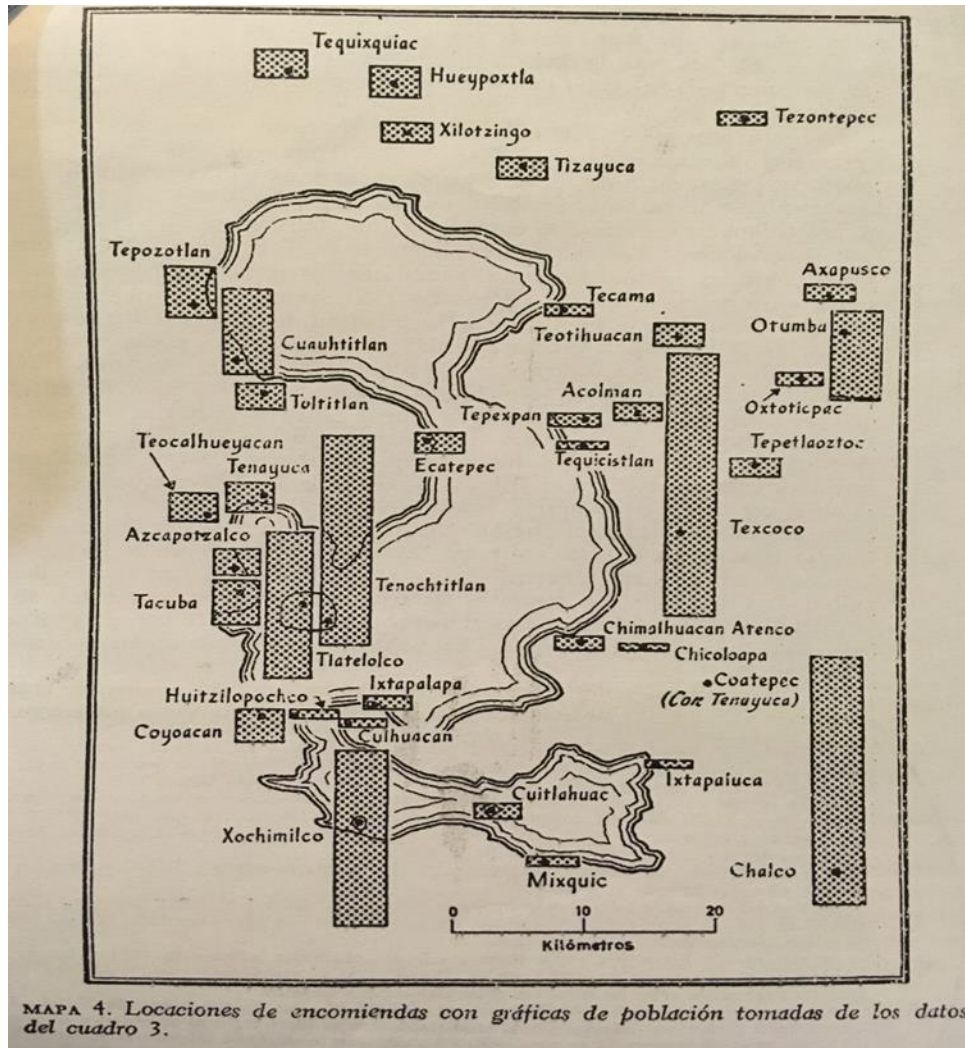 Tequixquiac
Hueypoxtla
Tezontepec
Xilotzingo
Tizayuca
Tepozotlan
Axapusco
Tecama
Otumba
Teotihuacan
Cuauhtitlan
Acolman
Oxtoticpac
Tultitlan
Tepexpan
Teocalhueyacan
Tepetlaoztoc
Tenayuca
Ecatepec
Tequicistlan
Azcapotzalco
Texcoco
Tenochtitlan
Tacuba
Chimalhuacan Atenco
Tlatelolco
Chicoloapa
Coatepec
(Con Tenayuca)
Huitzilopochco
Ixtapalapa
Coyoacan
Culhuacan
Ixtapaluca
Cuitlahuac
Xochimilco
Chalco
Mixquic
0 10 20
Kilómetros
MAPA 4. Locaciones de encomiendas con gráficas de población tomadas de los datos
del cuadro 3.